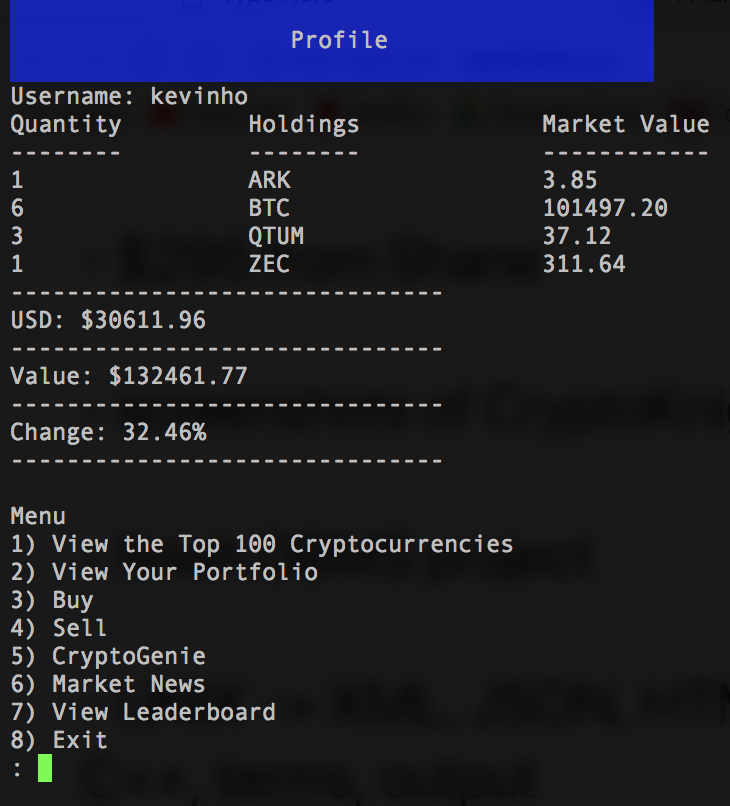 Profile
Username: kevinho
Quantity Holdings Market Value
-------- -------- ------------
1 ARK 3.85
6 BTC 101497.20
3 QTUM 37.12
1 ZEC 311.64
-------------------------------
USD: $30611.96
-------------------------------
Value: $132461.77
-------------------------------
Change: 32.46%
-------------------------------
Menu
1) View the Top 100 Cryptocurrencies
2) View Your Portfolio
3) Buy
4) Sell
5) CryptoGenie
6) Market News
7) View Leaderboard
8) Exit
: